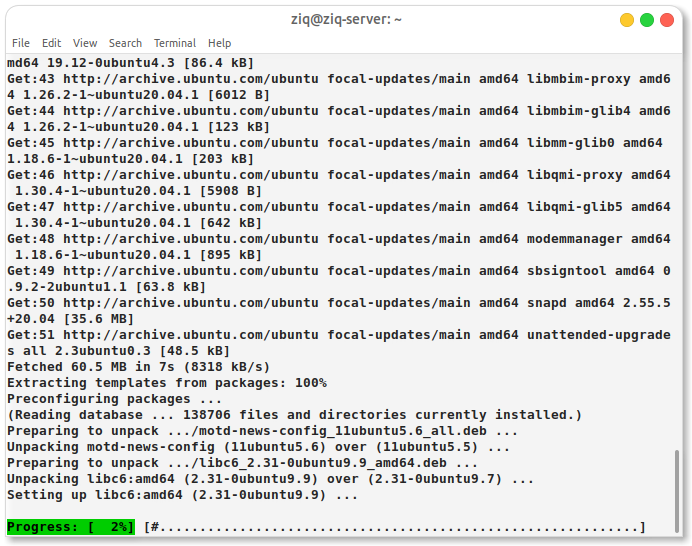 ziq@ziq-server: ~
File Edit View Search Terminal Help
md64 19.12-0ubuntu4.3 [86.4 kB]
Get:43 http://archive.ubuntu.com/ubuntu focal-updates/main amd64 libmbim-proxy amd6
4 1.26.2-1~ubuntu20.04.1 [6012 B]
Get:44 http://archive.ubuntu.com/ubuntu focal-updates/main amd64 libmbim-glib4 amd6
4 1.26.2-1~ubuntu20.04.1 [123 kB]
Get:45 http://archive.ubuntu.com/ubuntu focal-updates/main amd64 libmm-glib0 amd64
1.18.6-1~ubuntu20.04.1 [203 kB]
Get:46 http://archive.ubuntu.com/ubuntu focal-updates/main amd64 libqmi-proxy amd64
 1.30.4-1~ubuntu20.04.1 [5908 B]
Get:47 http://archive.ubuntu.com/ubuntu focal-updates/main amd64 libqmi-glib5 amd64
 1.30.4-1~ubuntu20.04.1 [642 kB]
Get:48 http://archive.ubuntu.com/ubuntu focal-updates/main amd64 modemmanager amd64
 1.18.6-1~ubuntu20.04.1 [895 kB]
Get:49 http://archive.ubuntu.com/ubuntu focal-updates/main amd64 sbsigntool amd64 0
.9.2-2ubuntu1.1 [63.8 kB]
Get:50 http://archive.ubuntu.com/ubuntu focal-updates/main amd64 snapd amd64 2.55.5
+20.04 [35.6 MB]
Get:51 http://archive.ubuntu.com/ubuntu focal-updates/main amd64 unattended-upgrade
s all 2.3ubuntu0.3 [48.5 kB]
Fetched 60.5 MB in 7s (8318 kB/s)
Extracting templates from packages: 100%
Preconfiguring packages ...
(Reading database ... 138706 files and directories currently installed.)
Preparing to unpack .../motd-news-config_11ubuntu5.6_all.deb ...
Unpacking motd-news-config (11ubuntu5.6) over (11ubuntu5.5) ...
Preparing to unpack .../libc6_2.31-0ubuntu9.9_amd64.deb ...
Unpacking libc6:amd64 (2.31-0ubuntu9.9) over (2.31-0ubuntu9.7) ...
Setting up libc6:amd64 (2.31-0ubuntu9.9) ...
Progress: [  2%] [#............................................................]